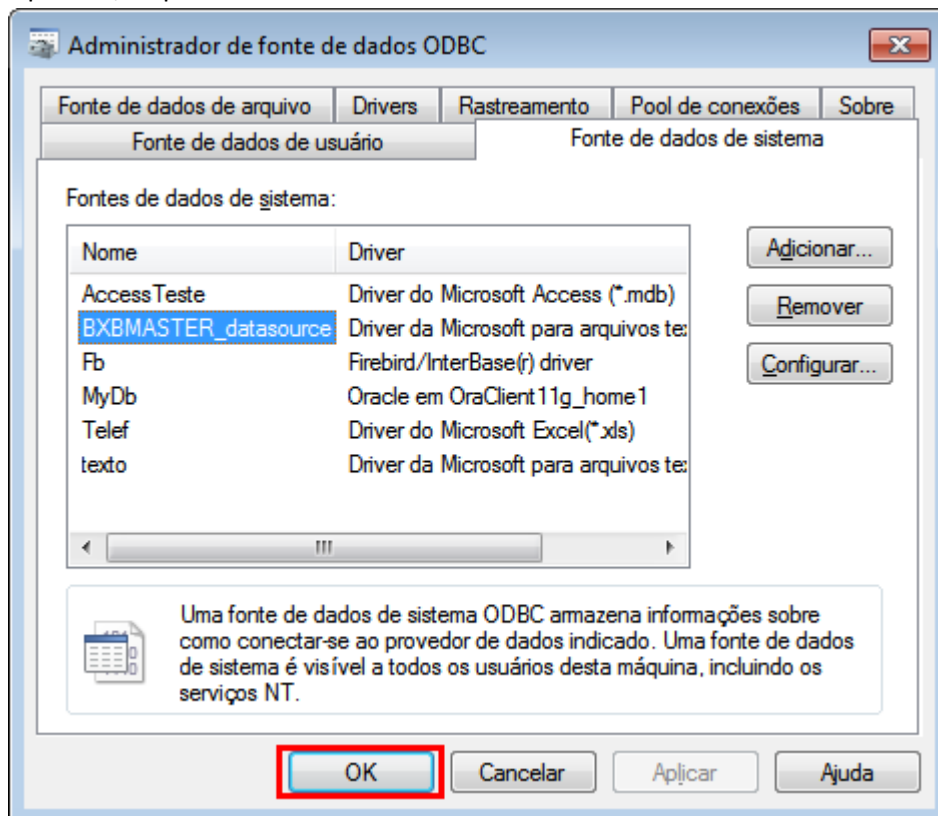 Administrador de fonte de dados ODBC
Fonte de dados de arquivo Drivers Rastreamento Pool de conexões Sobre
Fonte de dados de usuário Fonte de dados de sistema
Fontes de dados de sistema:
Nome Driver
Adicionar...
AccessTeste Driver do Microsoft Access (*.mdb)
Remover
BXBMASTER_datasource Driver da Microsoft para arquivos
Fb Firebird/InterBase(r) driver
Configurar...
MyDb Oracle em OraClient11g_home1
Telef Driver do Microsoft Excel(*.xls)
texto Driver da Microsoft para arquivos
Uma fonte de dados de sistema ODBC armazena informações sobre
como conectar-se ao provedor de dados indicado. Uma fonte de dados
de sistema é visível a todos os usuários desta máquina, incluindo os
serviços NT.
OK Cancelar Aplicar Ajuda